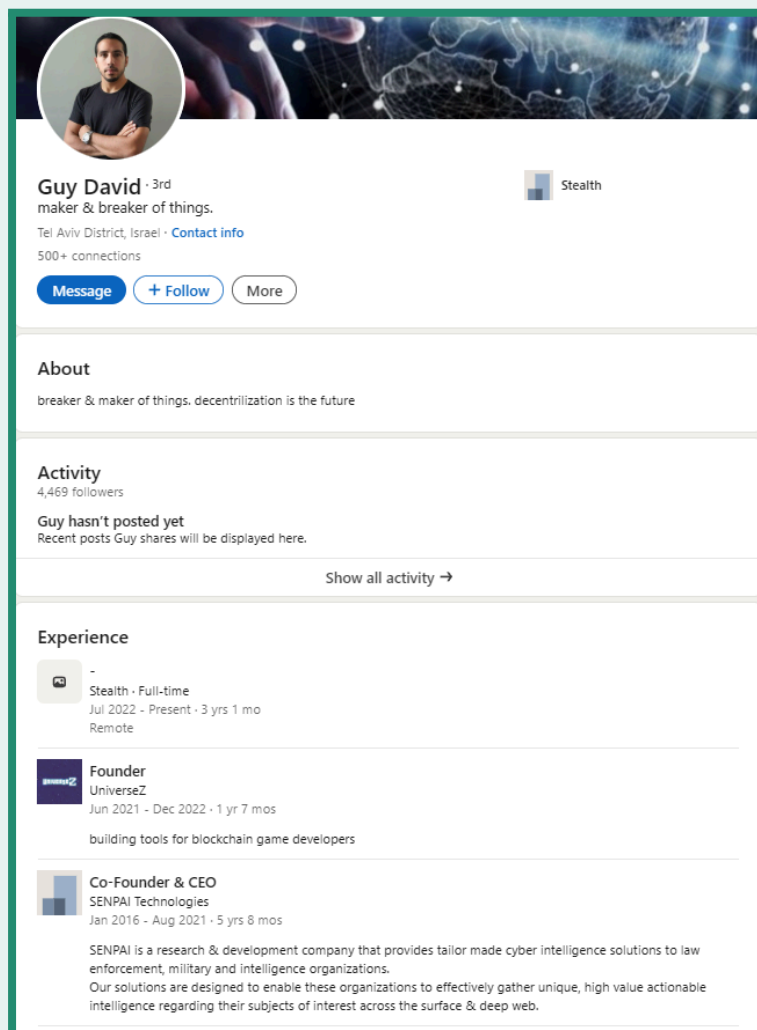 Guy David · 3rd
maker & breaker of things.
Stealth
Tel Aviv District, Israel · Contact info
500+ connections
Message
+ Follow
More
About
breaker & maker of things. decentrilization is the future
Activity
4,469 followers
Guy hasn't posted yet
Recent posts Guy shares will be displayed here.
Show all activity →
Experience
-
Stealth · Full-time
Jul 2022 - Present · 3 yrs 1 mo
Remote
Founder
UniverseZ
Jun 2021 - Dec 2022 · 1 yr 7 mos
building tools for blockchain game developers
Co-Founder & CEO
SENPAI Technologies
Jan 2016 - Aug 2021 · 5 yrs 8 mos
SENPAI is a research & development company that provides tailor made cyber intelligence solutions to law
enforcement, military and intelligence organizations.
Our solutions are designed to enable these organizations to effectively gather unique, high value actionable
intelligence regarding their subjects of interest across the surface & deep web.